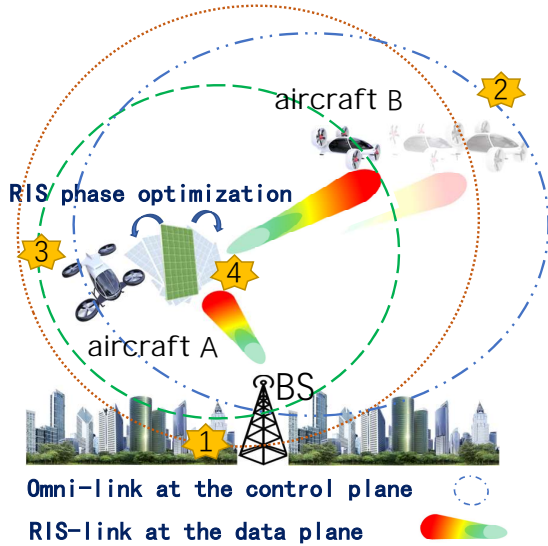 2
aircraft B
RIS phase optimization
3
4
aircraft A
BS
1
Omni-link at the control plane
RIS-link at the data plane